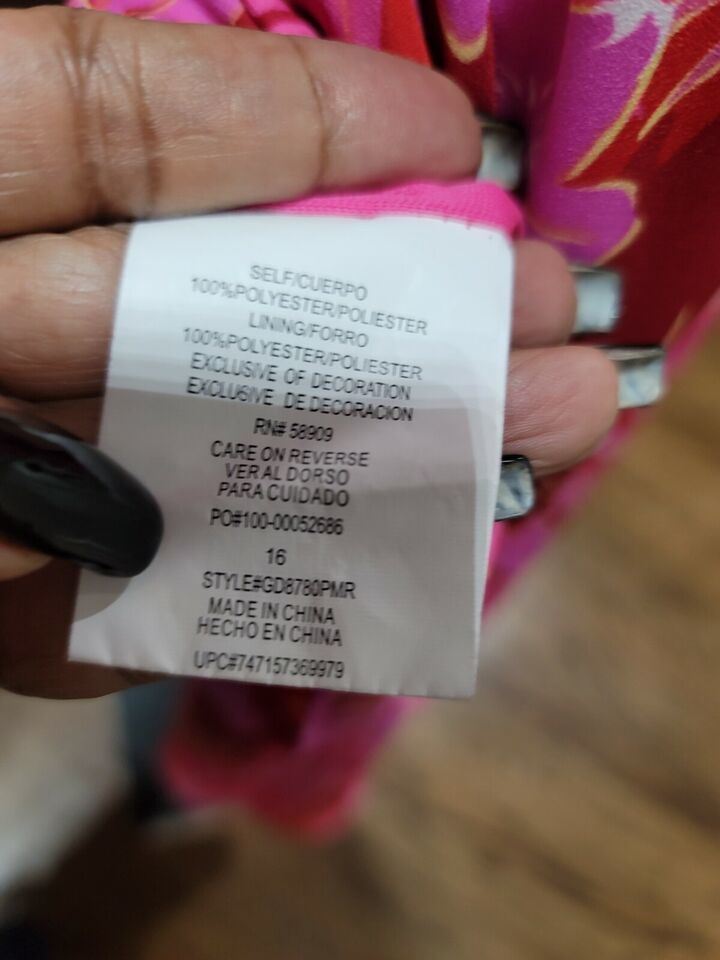 SELF/CUERPO
100%POLYESTER/POLIESTER
LINING/FORRO
100%POLYESTER/POLIESTER
EXCLUSIVE OF DECORATION
EXCLUSIVE DE DECORACION
RN# 58909
CARE ON REVERSE
VER AL DORSO
PARA CUIDADO
PO#100-00052686
16
STYLE#GD8780PMR
MADE IN CHINA
HECHO EN CHINA
UPC#747157369979